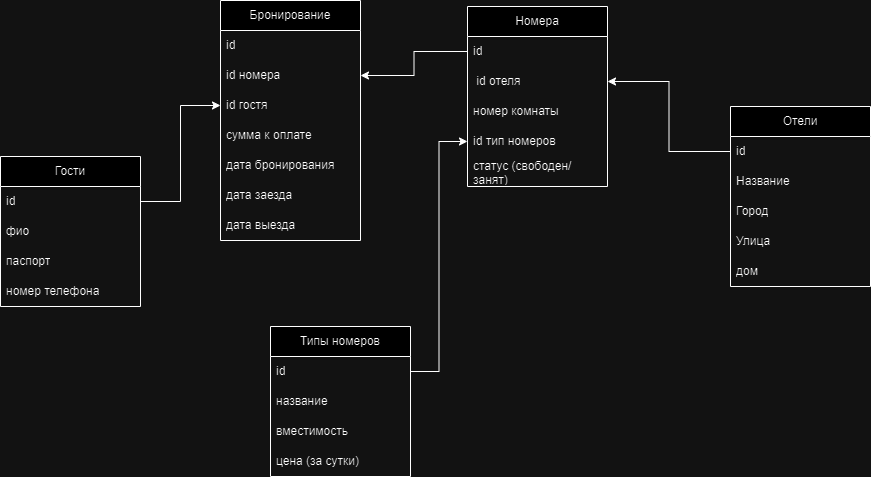 Бронирование
id
id номера
id гостя
сумма к оплате
дата бронирования
дата заезда
дата выезда
Номера
id
id отеля
номер комнаты
id тип номеров
статус (свободен/
занят)
Отели
id
Название
Город
Улица
дом
Гости
id
фио
паспорт
номер телефона
Типы номеров
id
название
вместимость
цена (за сутки)